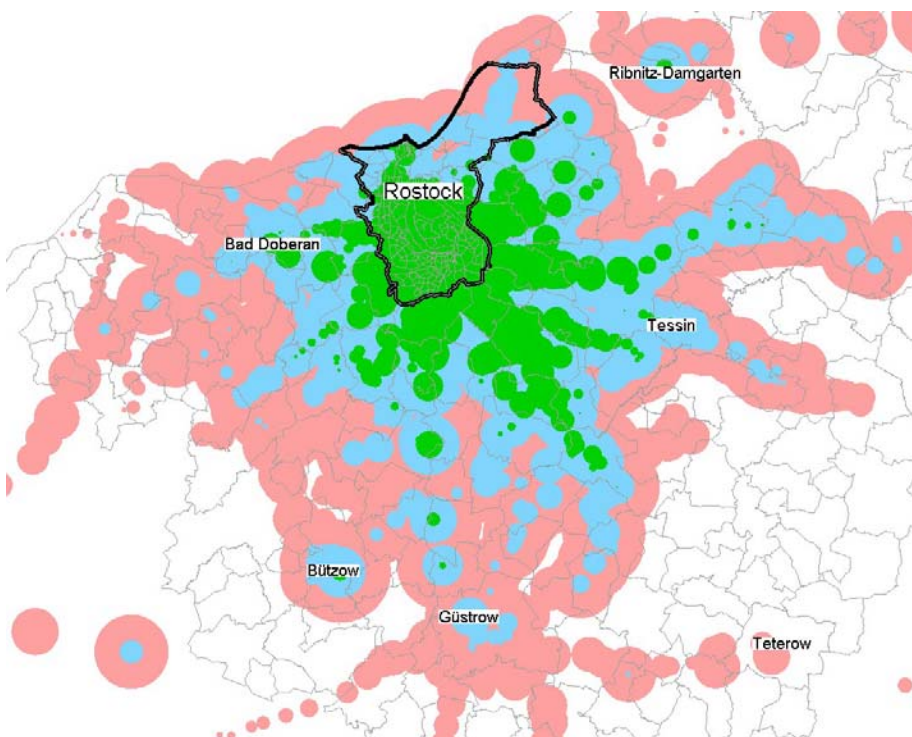 Ribnitz-Damgarten
Rostock
Bad Doberan
Tessin
Bützow
Güstrow
Teterow